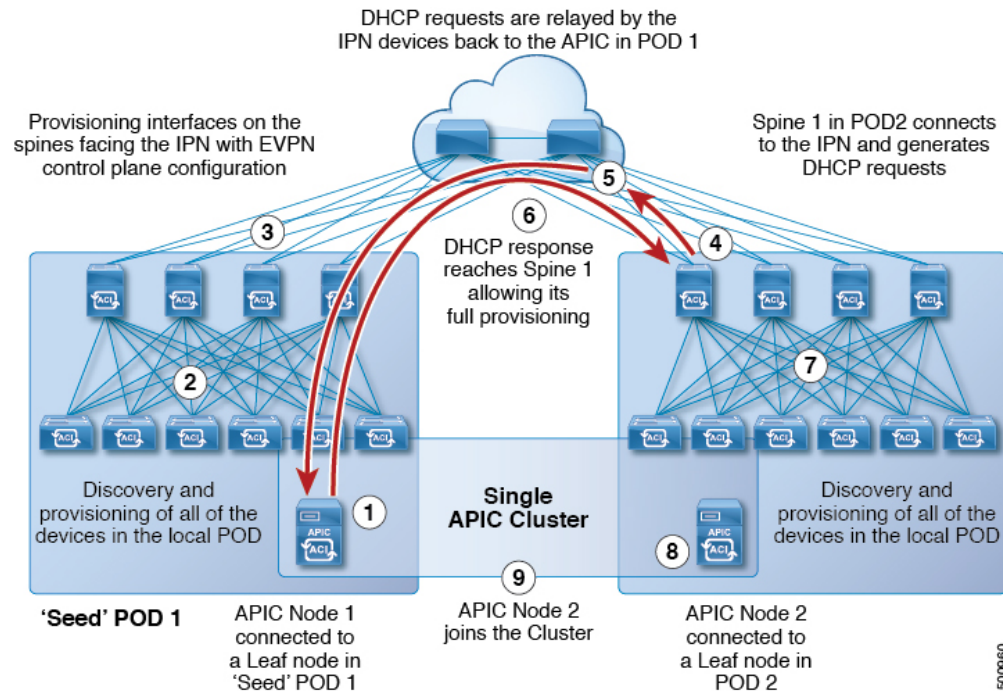 DHCP requests are relayed by the
IPN devices back to the APIC in POD 1
Provisioning interfaces on the
spines facing the IPN with EVPN
control plane configuration
Spine 1 in POD2 connects
to the IPN and generates
DHCP requests
5
3
6
4
DHCP response
reaches Spine 1
allowing its
full provisioning
ACI
ACI
ACI
ACI
ACI
ACI
ACI
ACI
2
7
ACI
ACI
ACI
ACI
ACI
ACI
ACI
ACI
ACI
ACI
ACI
ACI
Discovery and
provisioning of all of the
devices in the local POD
1
APIC
ACI
Single
APIC Cluster
8
APIC
ACI
Discovery and
provisioning of all of the
devices in the local POD
9
'Seed' POD 1
APIC Node 1
connected to
a Leaf node in
'Seed' POD 1
APIC Node 2
joins the Cluster
APIC Node 2
connected to
a Leaf node in
POD 2